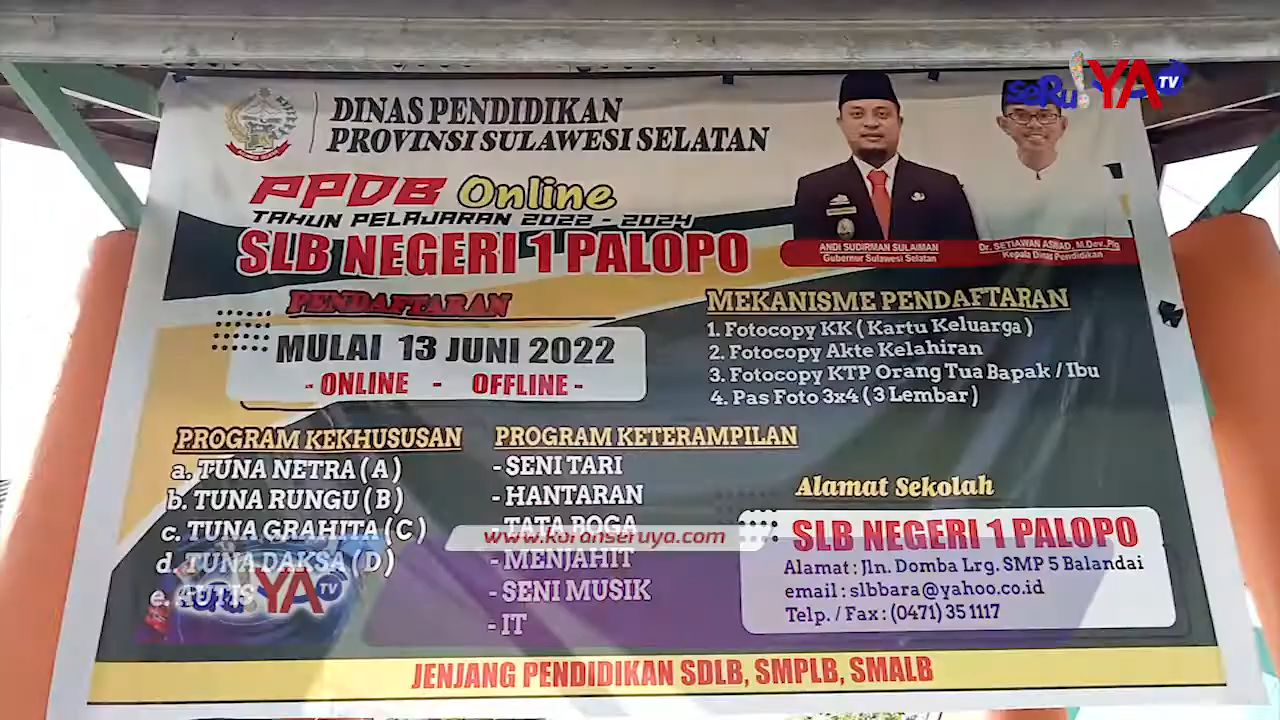 seRu!YA TV
DINAS PENDIDIKAN
PROVINSI SULAWESI SELATAN
PPDB Online
TAHUN PELAJARAN 2022 - 2024
SLB NEGERI 1 PALOPO
ANDI SUDIRMAN SULAIMAN
Gubernur Sulawesi Selatan
Dr. SETIAWAN ASWAD, M.Dev.Plg
Kepala Dinas Pendidikan
PENDAFTARAN
MULAI 13 JUNI 2022
- ONLINE - OFFLINE -
MEKANISME PENDAFTARAN
1. Fotocopy KK ( Kartu Keluarga )
2. Fotocopy Akte Kelahiran
3. Fotocopy KTP Orang Tua Bapak / Ibu
4. Pas Foto 3x4 ( 3 Lembar )
PROGRAM KEKHUSUSAN
a. TUNA NETRA ( A )
b. TUNA RUNGU ( B )
c. TUNA GRAHITA ( C )
d. TUNA DAKSA ( D )
e. AUTIS
PROGRAM KETERAMPILAN
- SENI TARI
- HANTARAN
- TATA BOGA
- MENJAHIT
- SENI MUSIK
- IT
www.koranseruya.com
YA TV
Alamat Sekolah
SLB NEGERI 1 PALOPO
Alamat : Jln. Domba Lrg. SMP 5 Balandai
email : slbbara@yahoo.co.id
Telp. / Fax : (0471) 35 1117
JENJANG PENDIDIKAN SDLB, SMPLB, SMALB